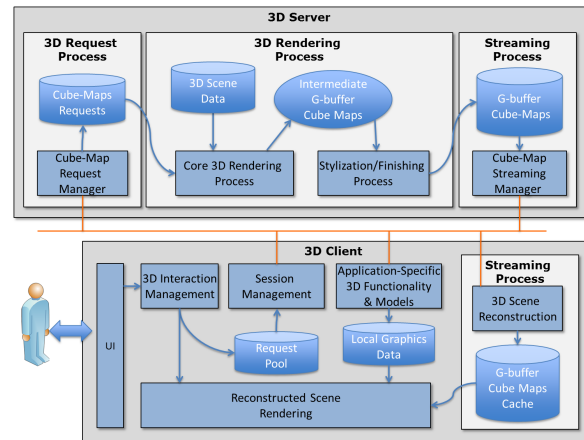 3D Server
3D Request
Process
3D Rendering
Process
Streaming
Process
Cube-Maps
Requests
3D Scene
Data
Intermediate
G-buffer
Cube Maps
G-buffer
Cube-Maps
Cube-Map
Request
Manager
Core 3D Rendering
Process
Stylization/Finishing
Process
Cube-Map
Streaming
Manager
3D Client
UI
3D Interaction
Management
Session
Management
Application-Specific
3D Functionality
& Models
Streaming
Process
3D Scene
Reconstruction
Request
Pool
Local Graphics
Data
G-buffer
Cube Maps
Cache
Reconstructed Scene
Rendering